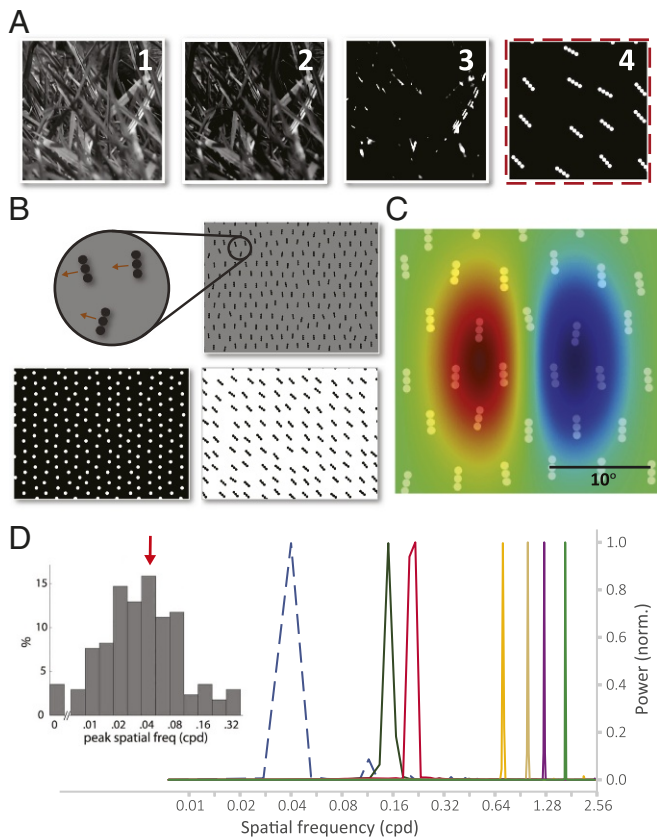 A
1
2
3
4
B
C
10°
D
%
15
10
5
0
0 .01 .02 .04 .08 .16 .32
peak spatial freq (cpd)
1.0
0.8
0.6
0.4
0.2
0.0
Power (norm.)
0.01 0.02 0.04 0.08 0.16 0.32 0.64 1.28 2.56
Spatial frequency (cpd)